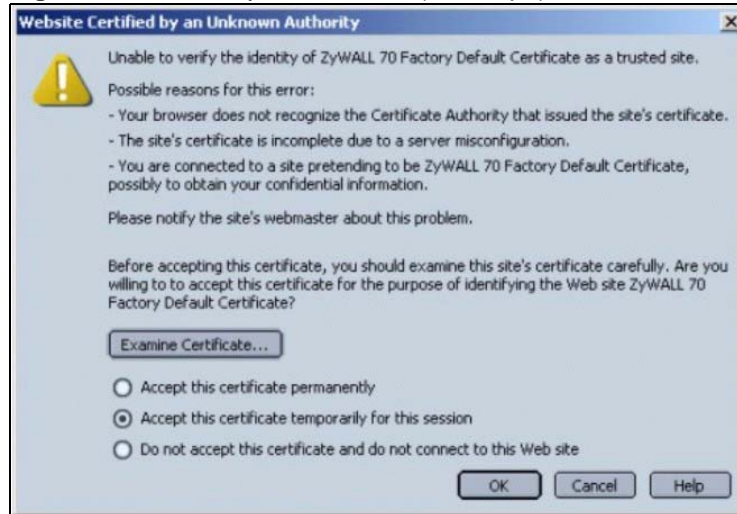 Website Certified by an Unknown Authority
Unable to verify the identity of ZyWALL 70 Factory Default Certificate as a trusted site.
Possible reasons for this error:
- Your browser does not recognize the Certificate Authority that issued the site's certificate.
- The site's certificate is incomplete due to a server misconfiguration.
- You are connected to a site pretending to be ZyWALL 70 Factory Default Certificate,
possibly to obtain your confidential information.
Please notify the site's webmaster about this problem.
Before accepting this certificate, you should examine this site's certificate carefully. Are you
willing to to accept this certificate for the purpose of identifying the Web site ZyWALL 70
Factory Default Certificate?
Examine Certificate...
Accept this certificate permanently
Accept this certificate temporarily for this session
Do not accept this certificate and do not connect to this Web site
OK Cancel Help